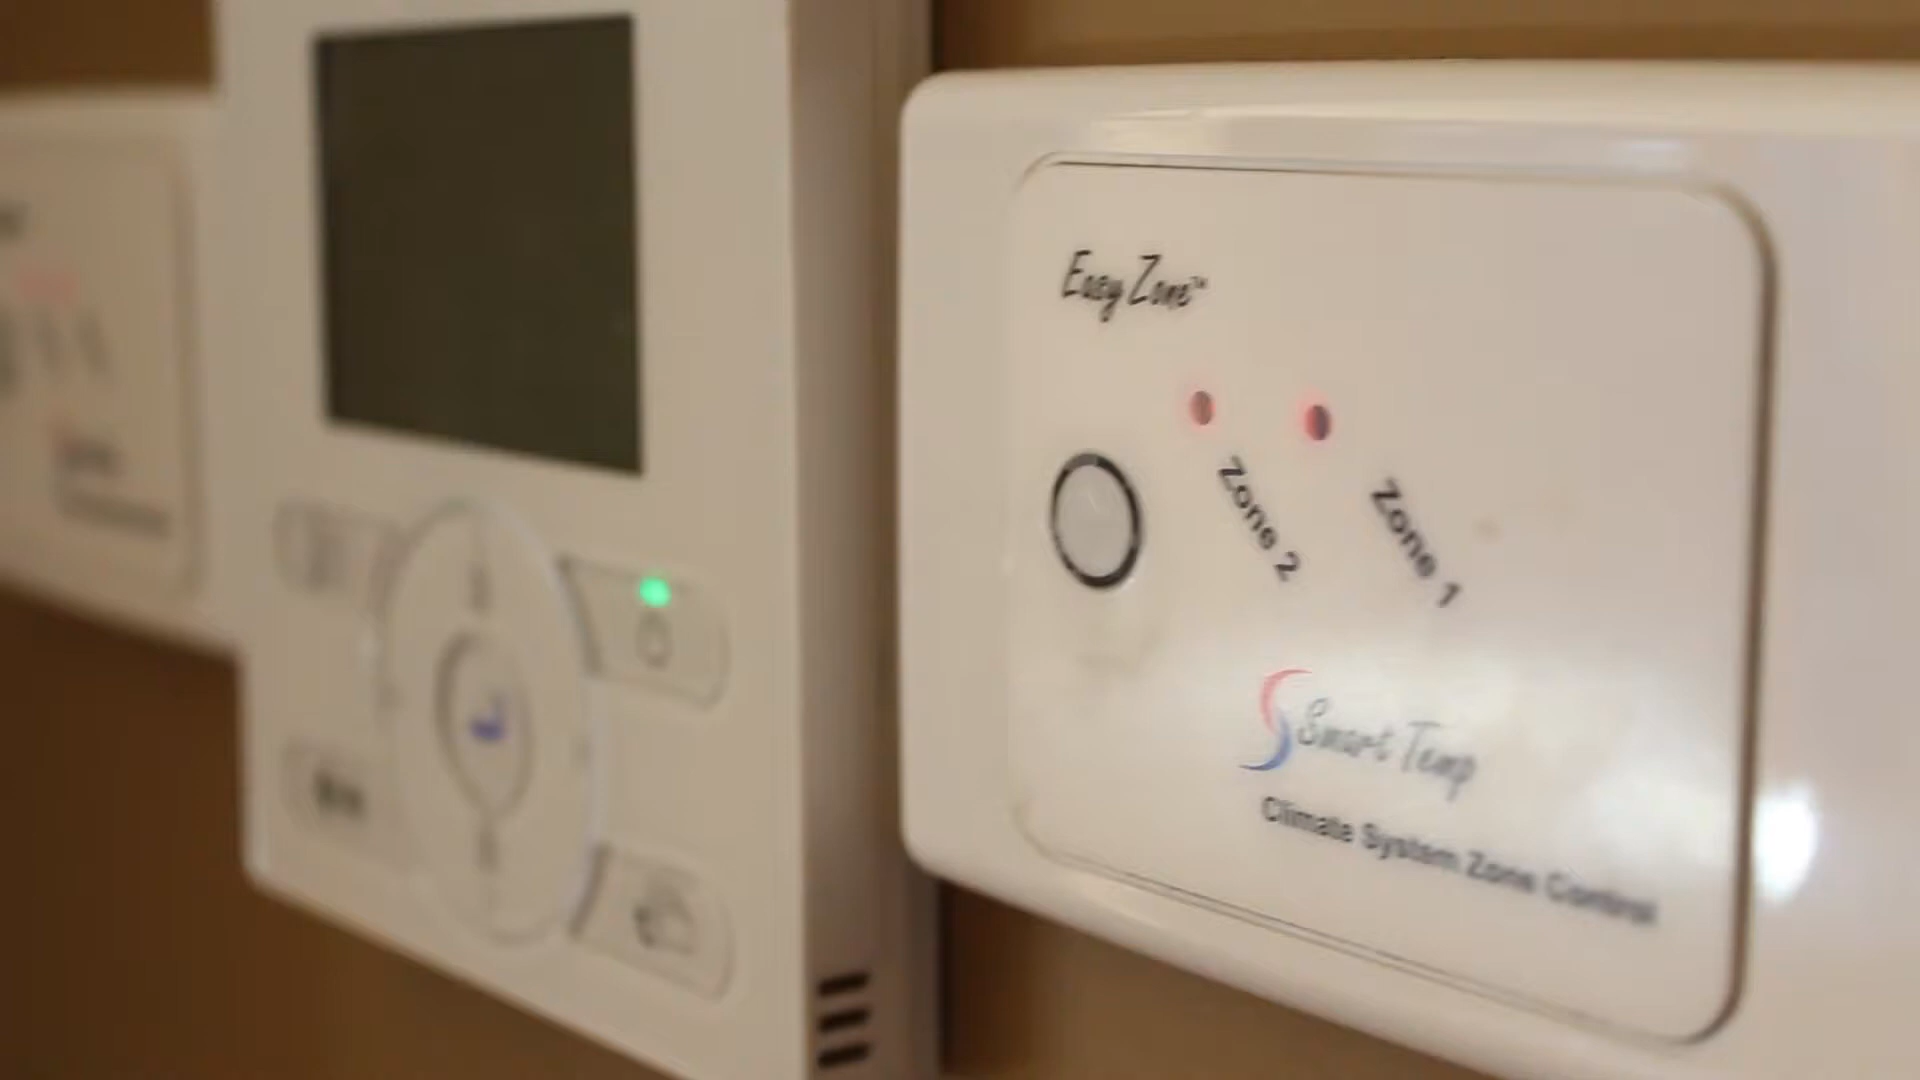 Easy Zone™
Zone 2
Zone 1
Smart Temp
Climate System Zone Control